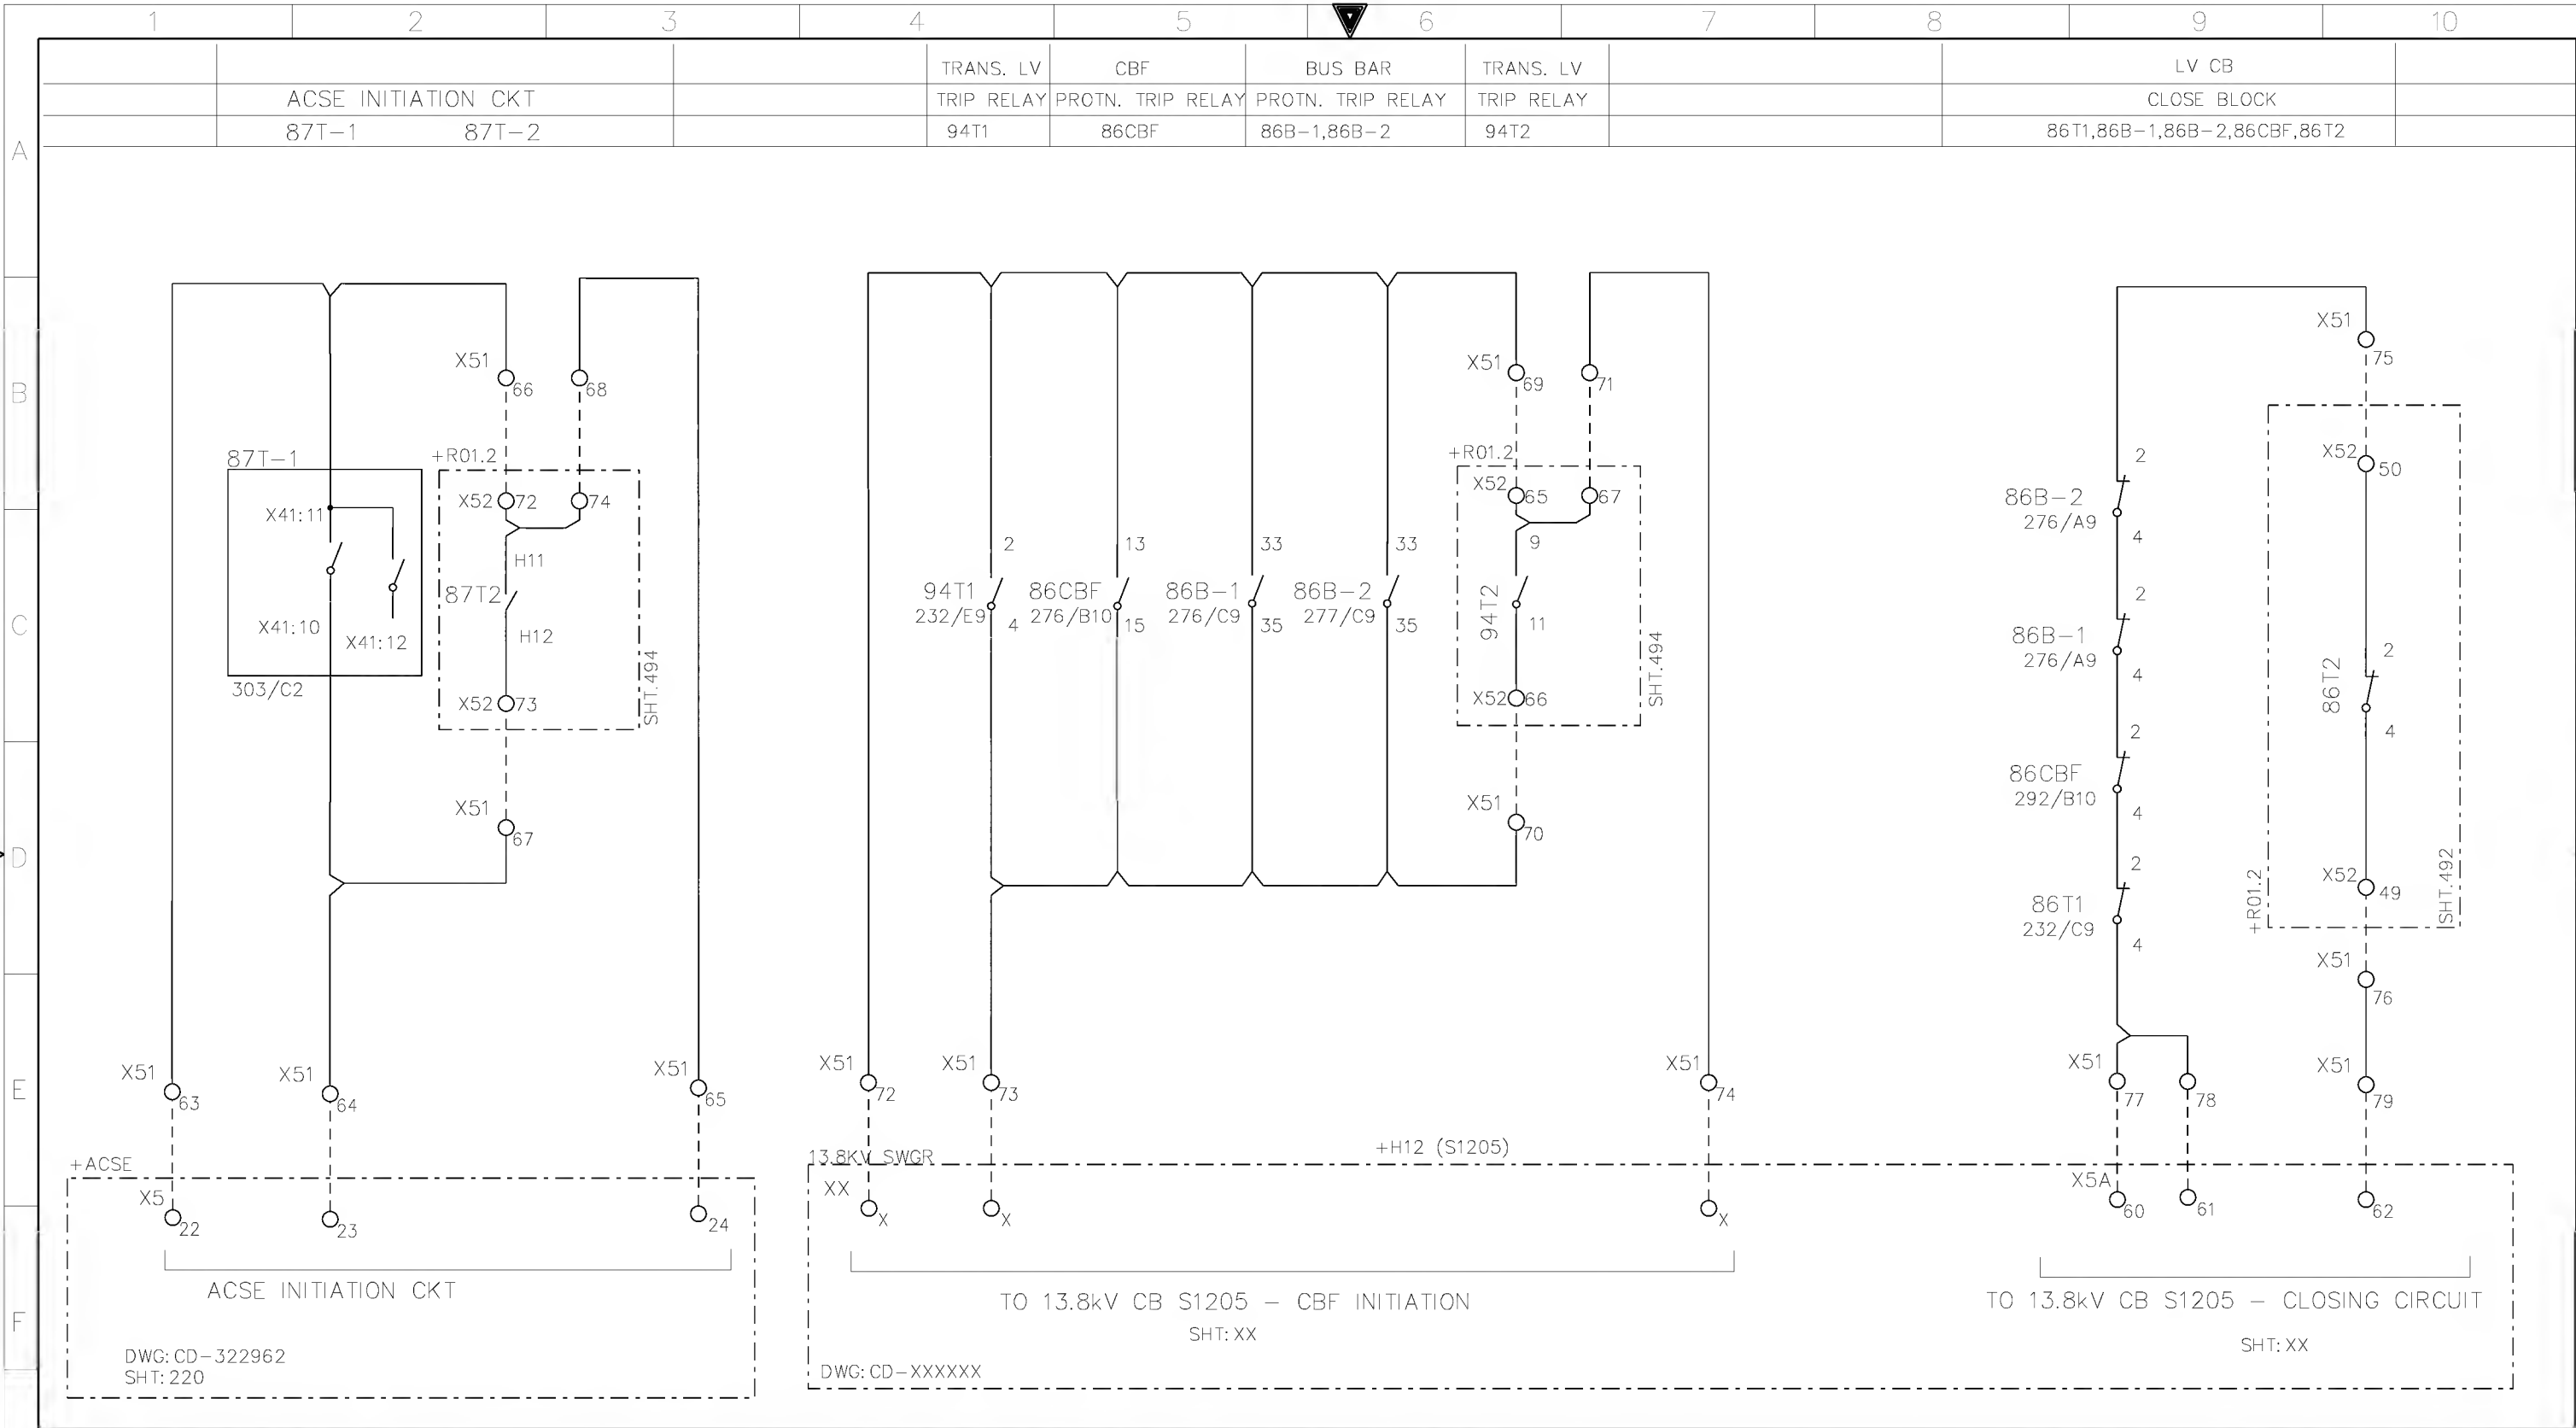 1 2 3 4 5 6 7 8 9 10
TRANS. LV CBF BUS BAR TRANS. LV LV CB
ACSE INITIATION CKT TRIP RELAY PROTN. TRIP RELAY PROTN. TRIP RELAY TRIP RELAY CLOSE BLOCK
87T-1 87T-2 94T1 86CBF 86B-1,86B-2 94T2 86T1,86B-1,86B-2,86CBF,86T2
A
B
C
D
E
F
X51
66
68
+R01.2
87T-1
X52
72
74
X41:11
H11
87T2
X41:10
H12
X41:12
303/C2
X52
73
SHT.494
X51
67
X51
63
X51
64
X51
65
+ACSE
X5
22
23
24
ACSE INITIATION CKT
DWG:CD-322962
SHT:220
X51
69
71
+R01.2
X52
65
67
2
13
33
33
9
94T1
232/E9
4
86CBF
276/B10
15
86B-1
276/C9
35
86B-2
277/C9
35
94T2
11
X52
66
SHT.494
X51
70
X51
72
X51
73
X51
74
13.8KV SWGR
+H12 (S1205)
XX
X
X
X
TO 13.8kV CB S1205 - CBF INITIATION
SHT:XX
DWG:CD-XXXXXX
X51
75
X52
50
2
86B-2
276/A9
4
2
86B-1
276/A9
4
2
86CBF
292/B10
4
2
86T1
232/C9
4
2
86T2
4
X52
49
+R01.2
SHT.492
X51
76
X51
77
78
X51
79
X5A
60
61
62
TO 13.8kV CB S1205 - CLOSING CIRCUIT
SHT:XX